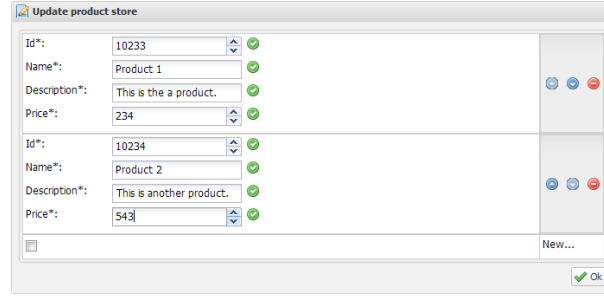 Update product store
Id*: 10233
Name*: Product 1
Description*: This is the a product.
Price*: 234
Id*: 10234
Name*: Product 2
Description*: This is another product.
Price*: 543
New...
Ok